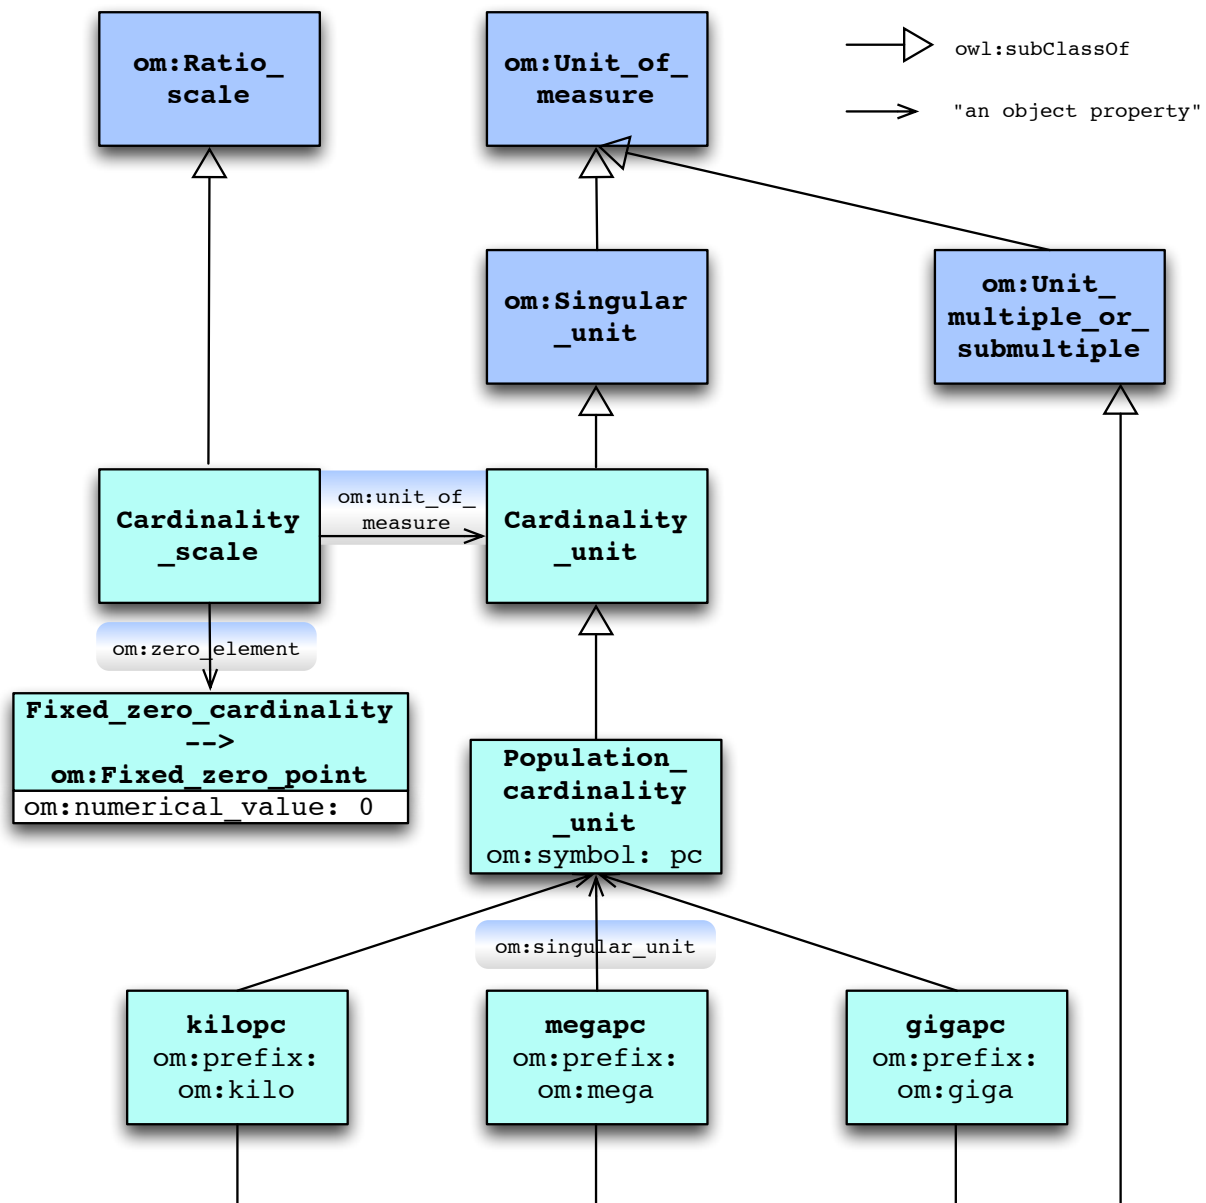 om:Ratio_
scale
om:Unit_of_
measure
owl:subClassOf
"an object property"
om:Singular
_unit
om:Unit_
multiple_or_
submultiple
Cardinality
_scale
om:unit_of_
measure
Cardinality
_unit
om:zero_element
Fixed_zero_cardinality
-->
om:Fixed_zero_point
om:numerical_value: 0
Population_
cardinality
_unit
om:symbol: pc
om:singular_unit
kilopc
om:prefix:
om:kilo
megapc
om:prefix:
om:mega
gigapc
om:prefix:
om:giga